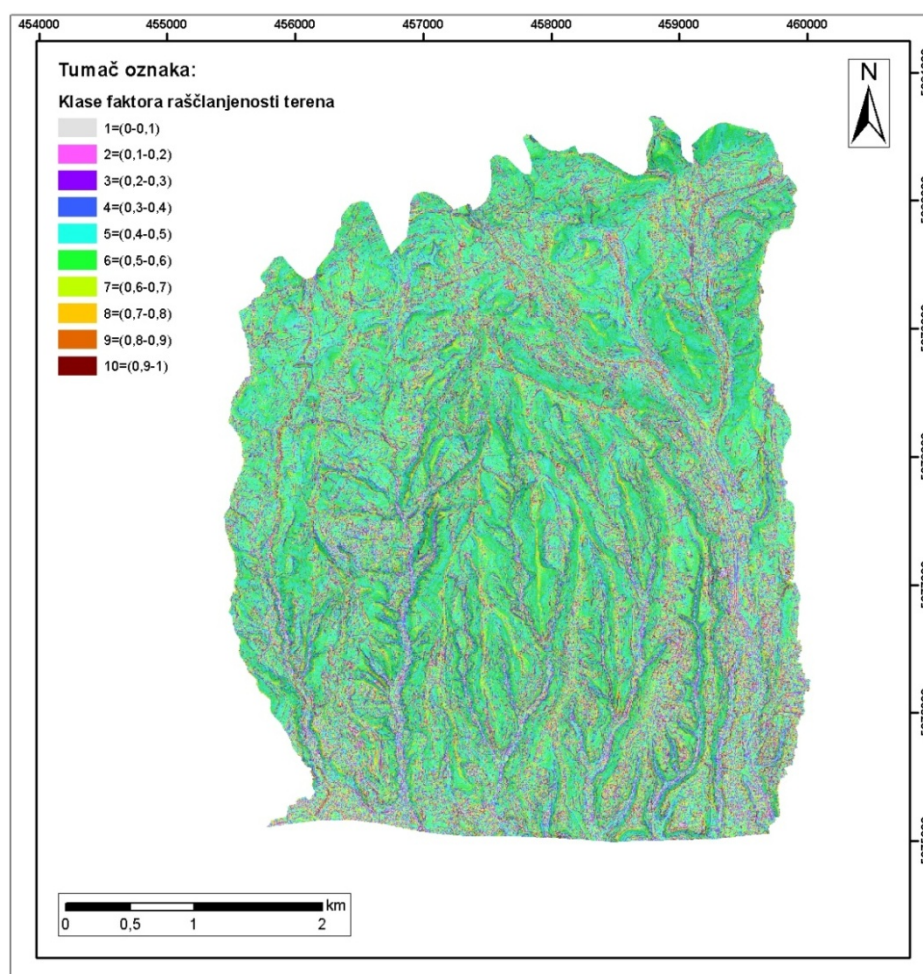 454000 455000 456000 457000 458000 459000 460000
Tumač oznaka:
N
Klase faktora raščlanjenosti terena
1=(0-0,1)
2=(0,1-0,2)
3=(0,2-0,3)
4=(0,3-0,4)
5=(0,4-0,5)
6=(0,5-0,6)
7=(0,6-0,7)
8=(0,7-0,8)
9=(0,8-0,9)
10=(0,9-1)
km
0 0,5 1 2